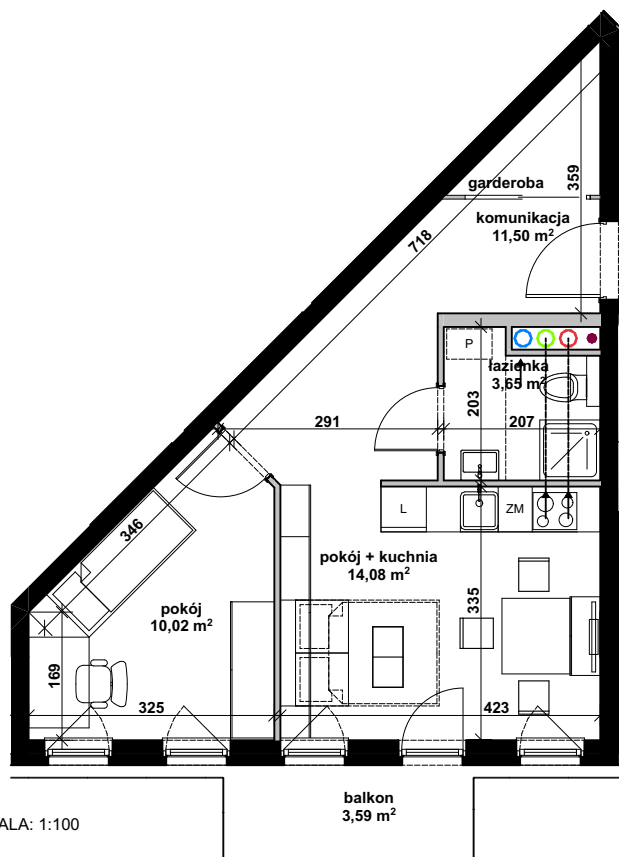 garderoba
359
komunikacja
11,50 m²
718
P
łazienka
3,65 m²
203
291
207
L
ZM
346
pokój + kuchnia
14,08 m²
335
pokój
10,02 m²
169
325
423
balkon
3,59 m²
ALA: 1:100